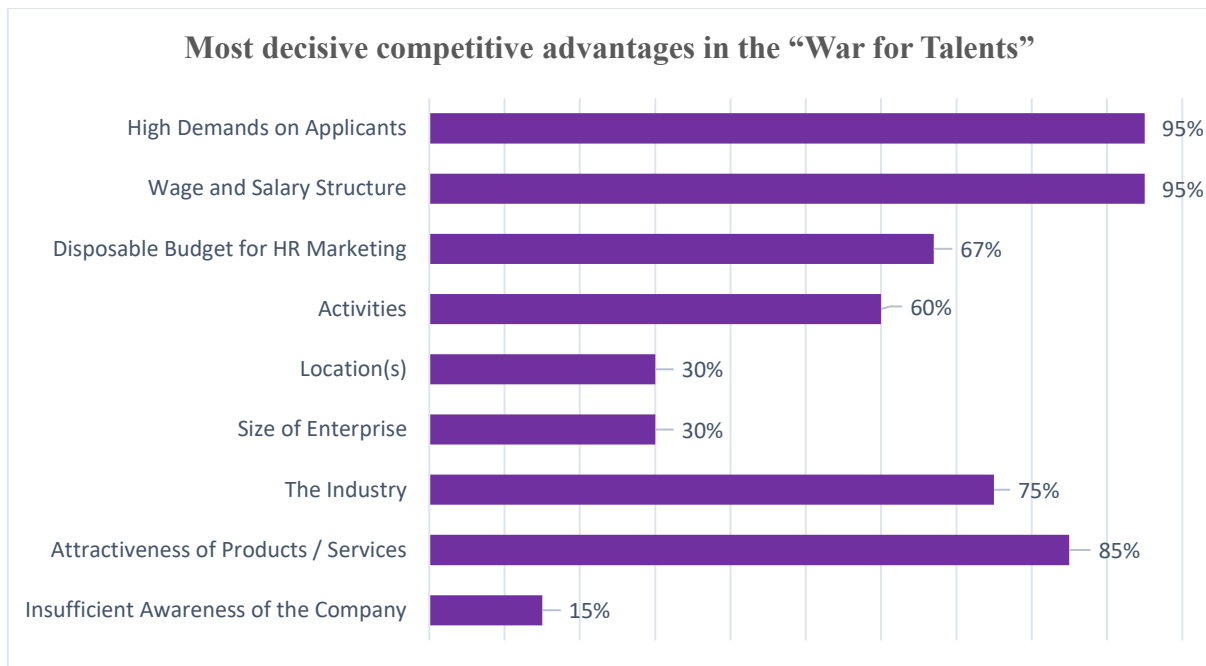 Most decisive competitive advantages in the “War for Talents”
High Demands on Applicants 95%
Wage and Salary Structure 95%
Disposable Budget for HR Marketing 67%
Activities 60%
Location(s) 30%
Size of Enterprise 30%
The Industry 75%
Attractiveness of Products / Services 85%
Insufficient Awareness of the Company 15%